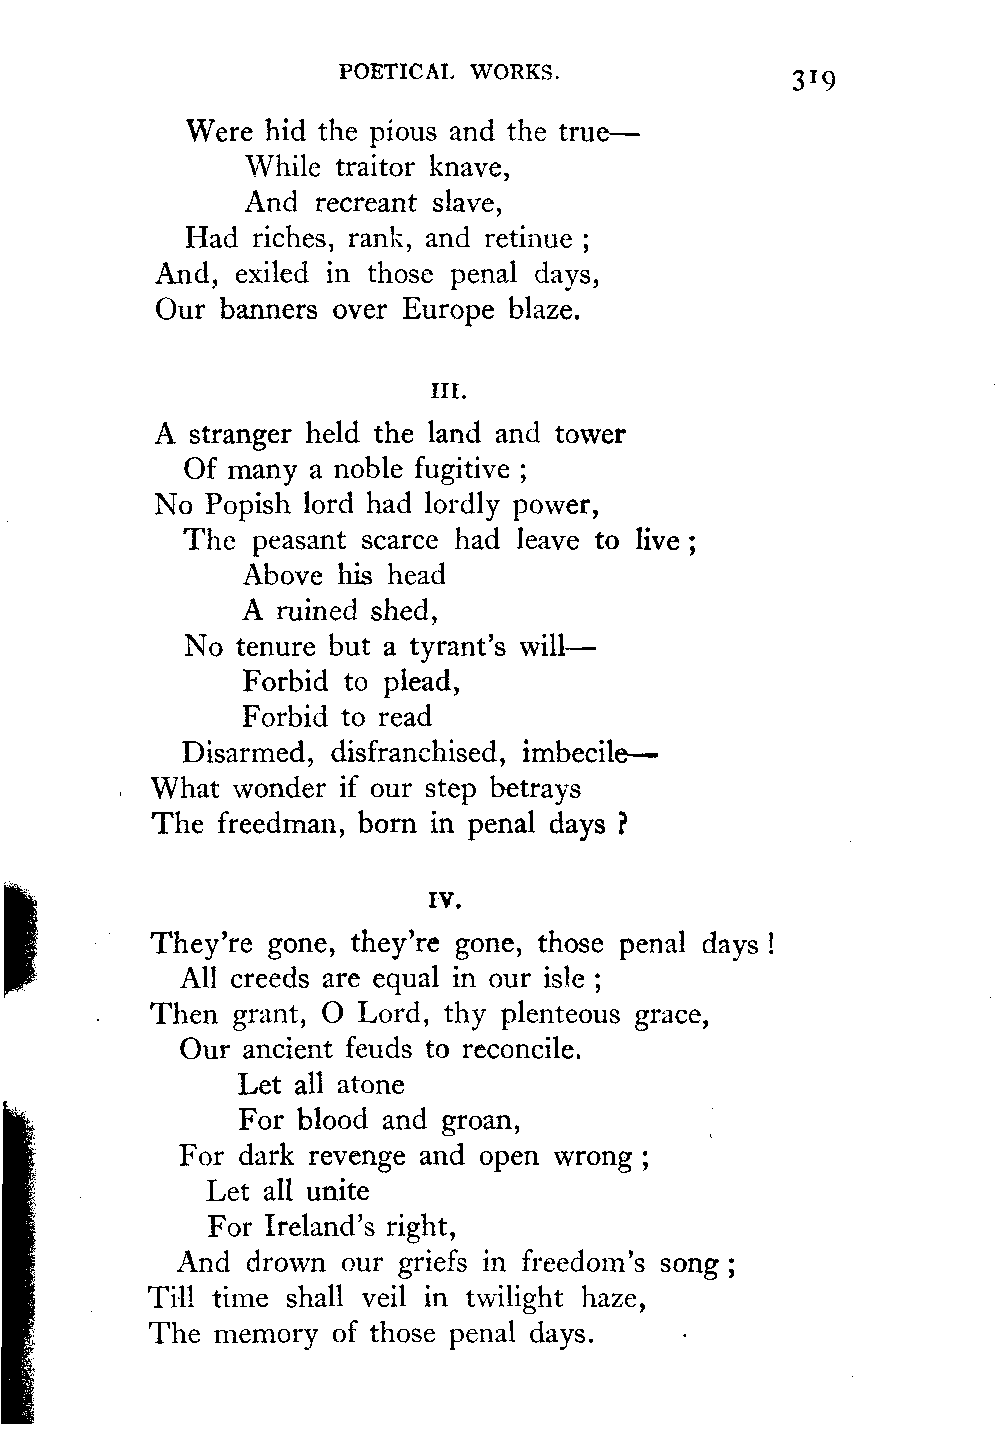 POETICAL WORKS. 319
Were hid the pious and the true—
While traitor knave,
And recreant slave,
Had riches, rank, and retinue ;
And, exiled in those penal days,
Our banners over Europe blaze.
III.
A stranger held the land and tower
Of many a noble fugitive ;
No Popish lord had lordly power,
The peasant scarce had leave to live ;
Above his head
A ruined shed,
No tenure but a tyrant's will—
Forbid to plead,
Forbid to read
Disarmed, disfranchised, imbecile—
What wonder if our step betrays
The freedman, born in penal days ?
IV.
They're gone, they're gone, those penal days !
All creeds are equal in our isle ;
Then grant, O Lord, thy plenteous grace,
Our ancient feuds to reconcile.
Let all atone
For blood and groan,
For dark revenge and open wrong ;
Let all unite
For Ireland's right,
And drown our griefs in freedom's song ;
Till time shall veil in twilight haze,
The memory of those penal days.